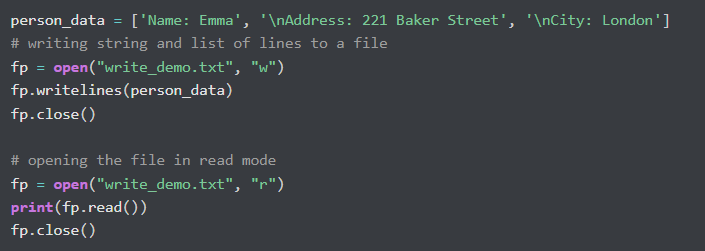 person_data = ['Name: Emma', '\nAddress: 221 Baker Street', '\nCity: London']
# writing string and list of lines to a file
fp = open("write_demo.txt", "w")
fp.writelines(person_data)
fp.close()

# opening the file in read mode
fp = open("write_demo.txt", "r")
print(fp.read())
fp.close()